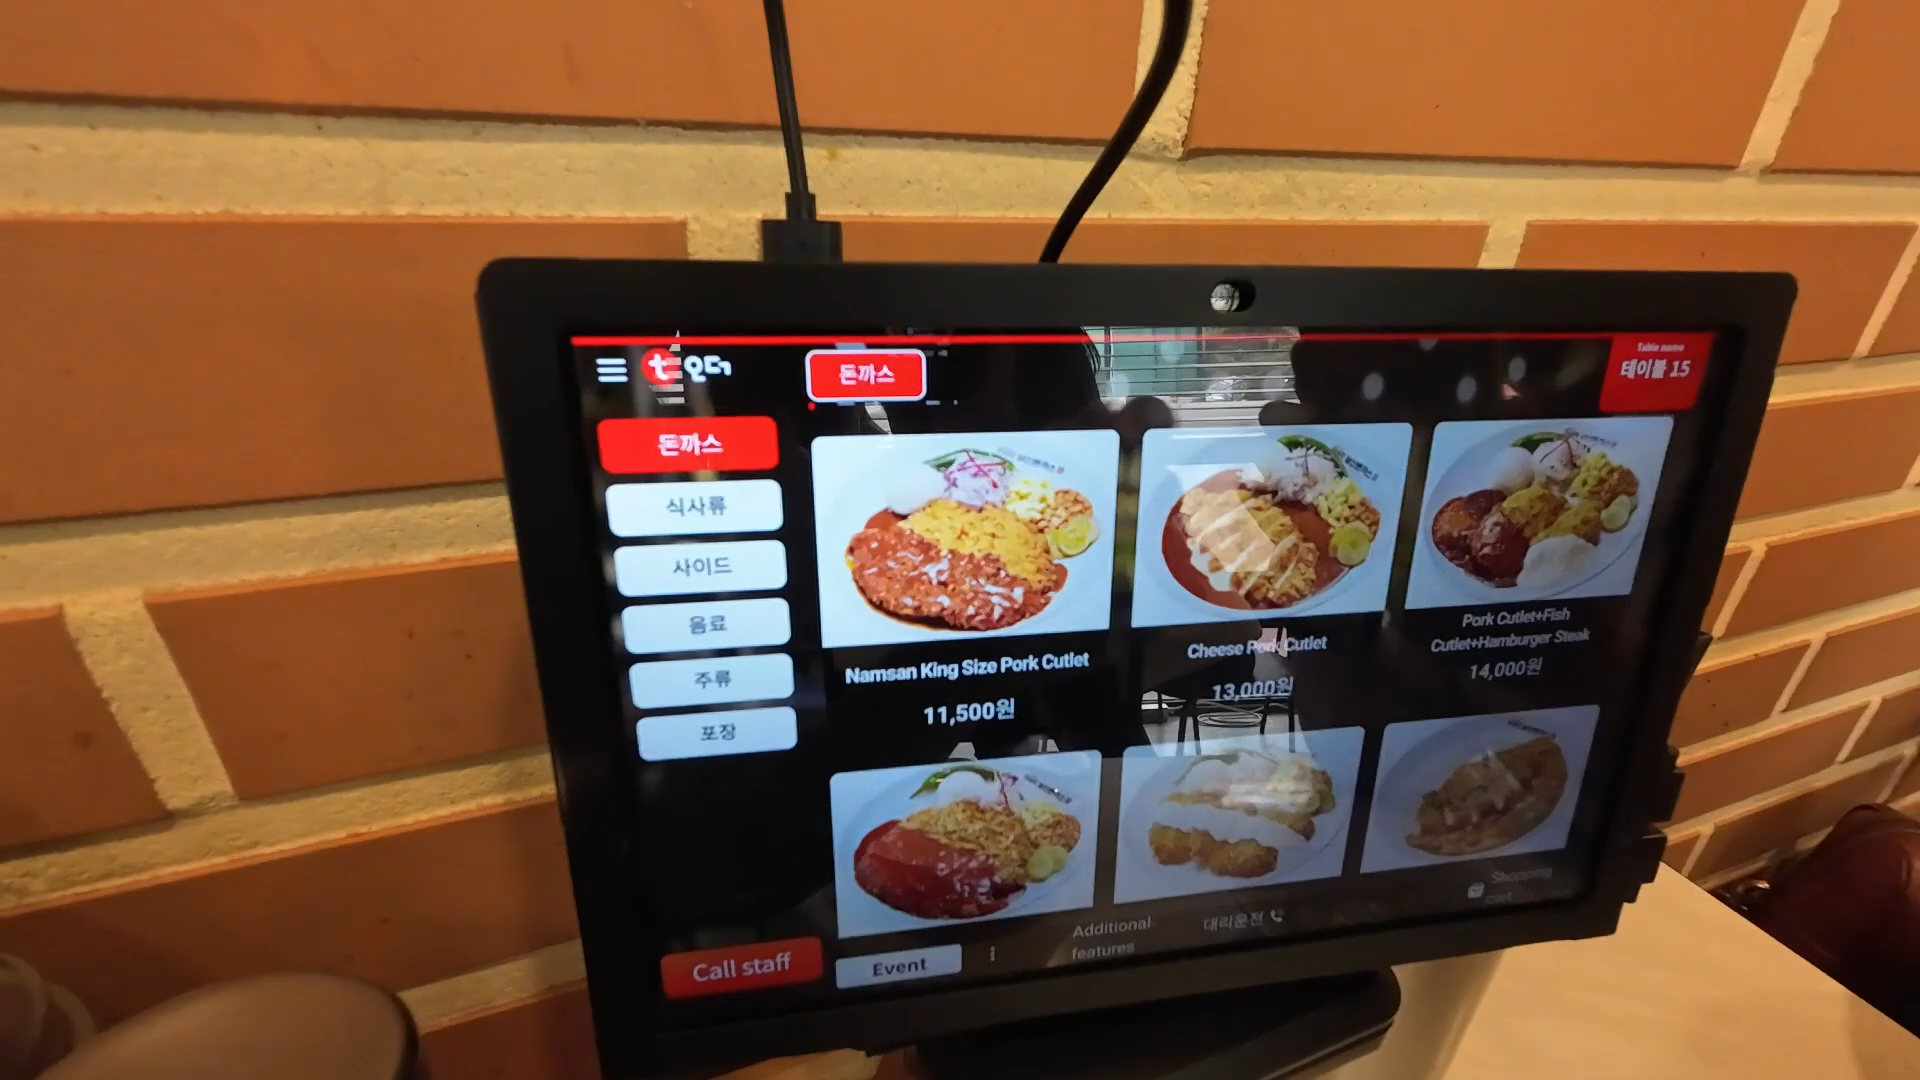 t오더
돈까스
Table name
테이블 15
돈까스
식사류
사이드
음료
주류
포장
Namsan King Size Pork Cutlet
11,500원
Cheese Pork Cutlet
13,000원
Pork Cutlet+Fish
Cutlet+Hamburger Steak
14,000원
Call staff
Event
Additional
features
대리운전
Shopping
cart